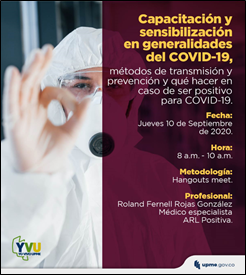 Capacitación y
sensibilización
en generalidades
del COVID-19,
métodos de transmisión y
prevención y qué hacer en
caso de ser positivo
para COVID-19.
Fecha:
Jueves 10 de Septiembre
de 2020.
Hora:
8 a.m. - 10 a.m.
Metodología:
Hangouts meet.
Profesional:
Roland Fernell Rojas González
Médico especialista
ARL Positiva.
YVU
upme.gov.co